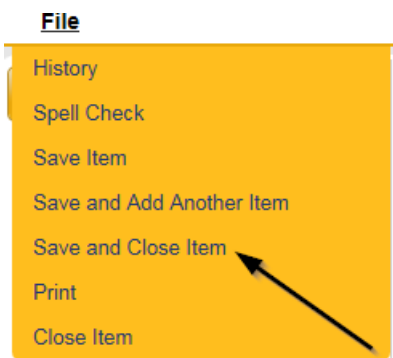 File
History
Spell Check
Save Item
Save and Add Another Item
Save and Close Item
Print
Close Item